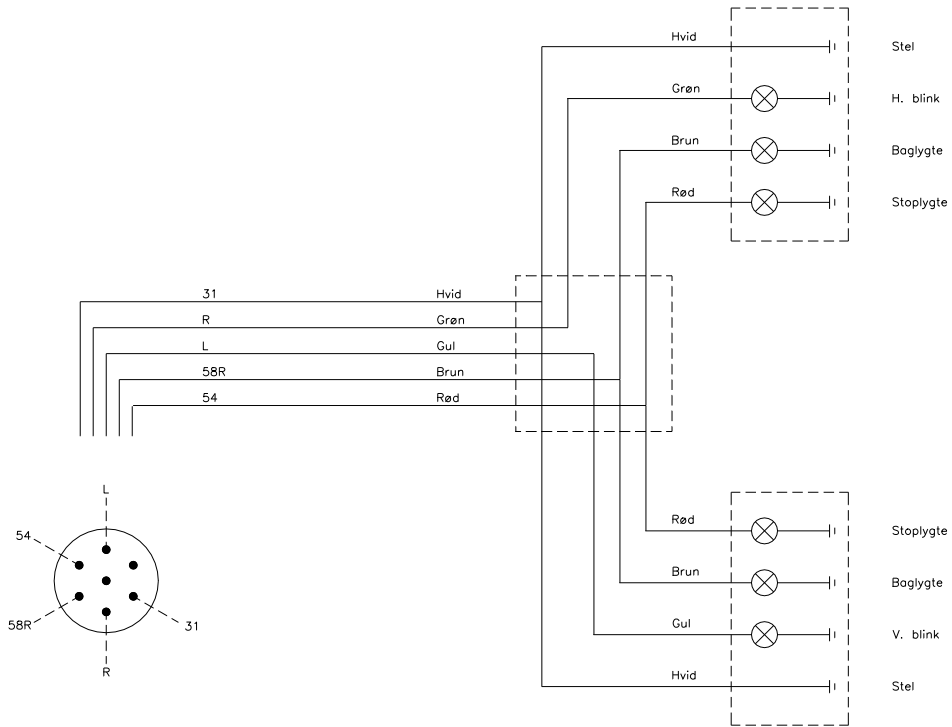 Hvid Stel
Grøn H. blink
Brun Baglygte
Rød Stoplygte
31 Hvid
R Grøn
L Gul
58R Brun
54 Rød
L
54
58R
31
R
Rød Stoplygte
Brun Baglygte
Gul V. blink
Hvid Stel